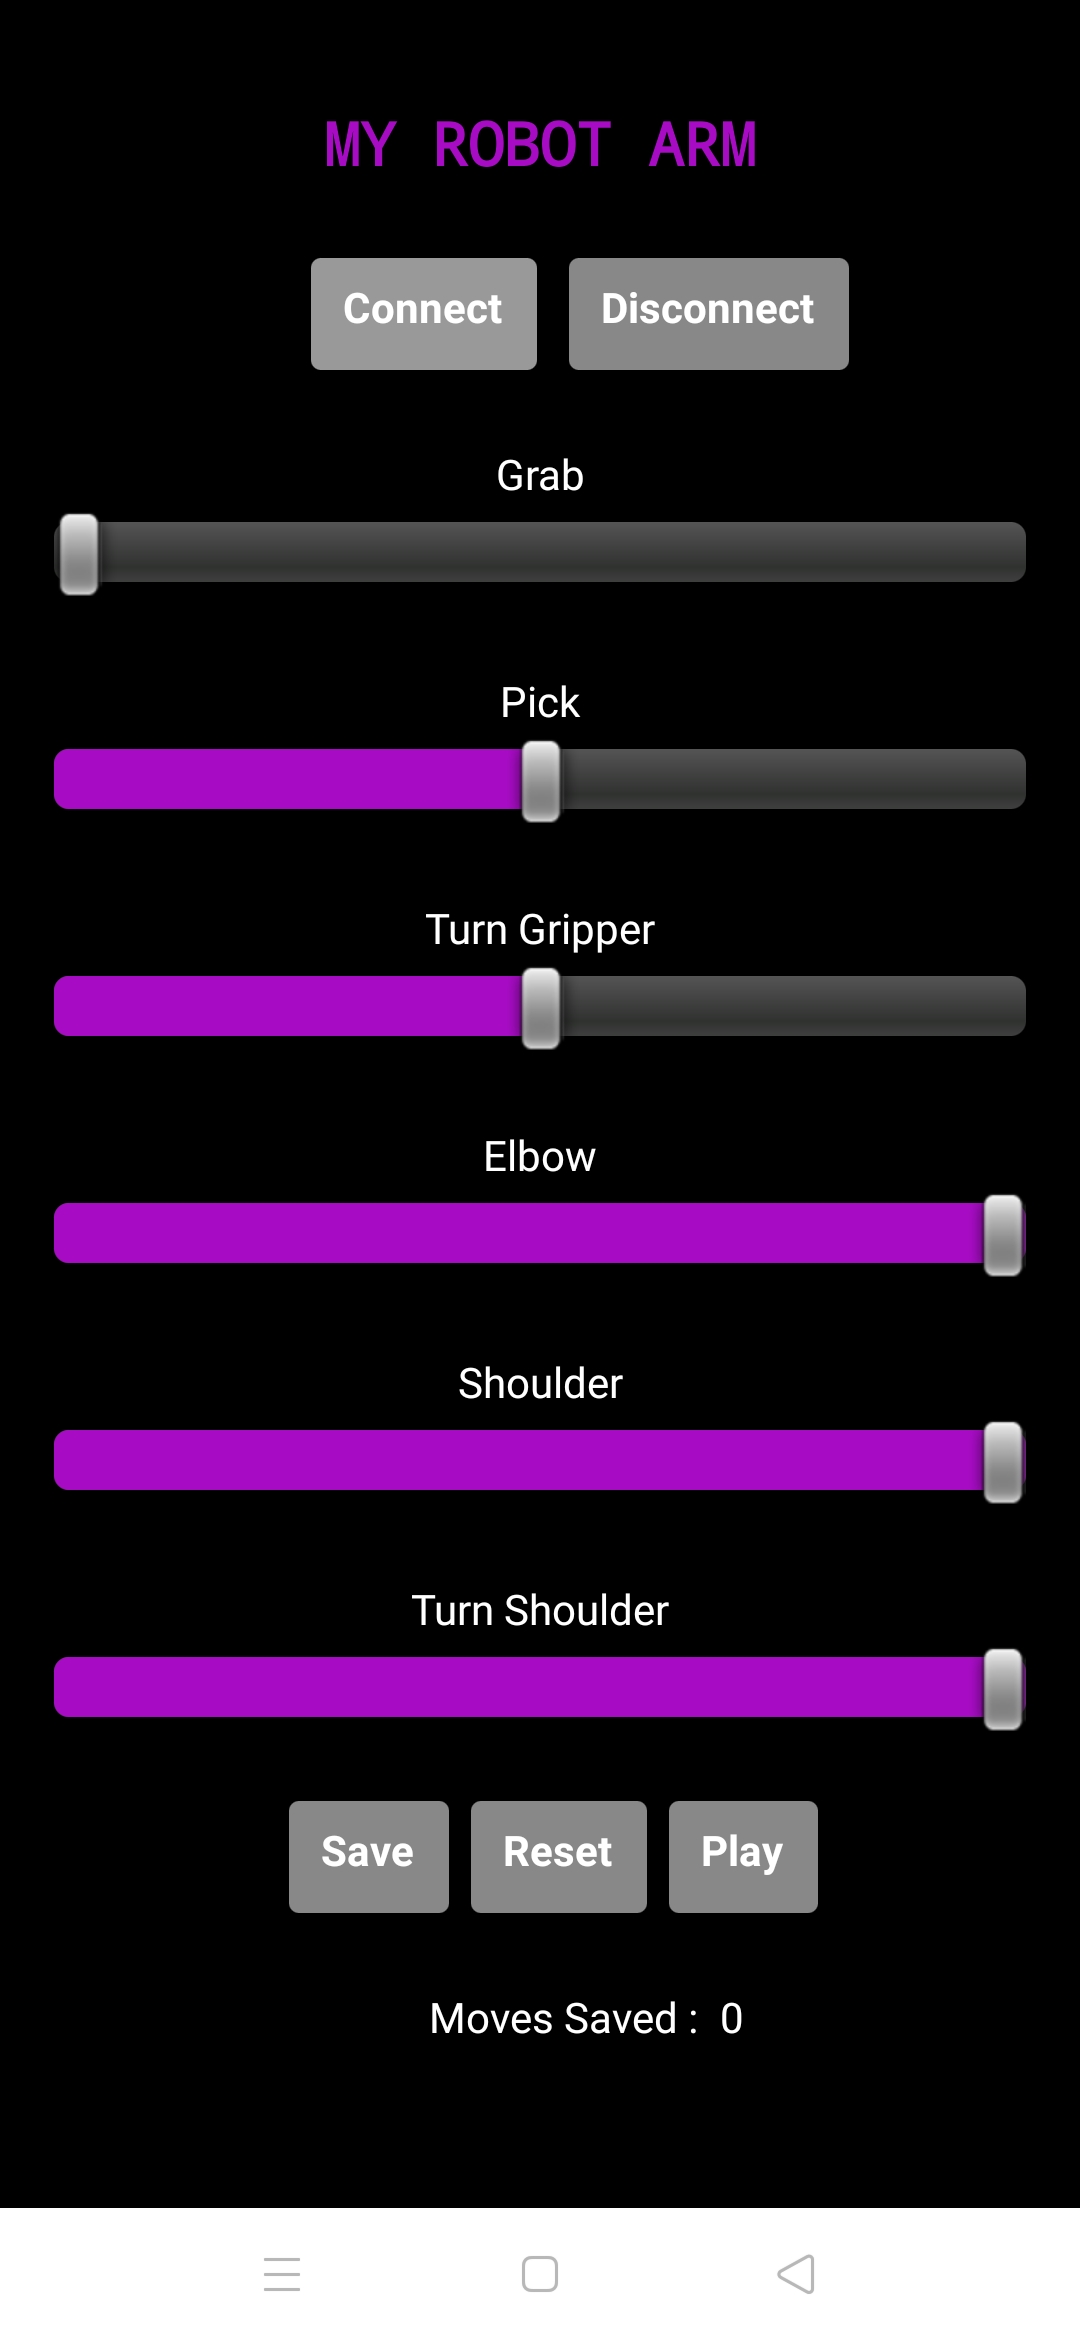 MY ROBOT ARM
Connect Disconnect
Grab
Pick
Turn Gripper
Elbow
Shoulder
Turn Shoulder
Save Reset Play
Moves Saved : 0